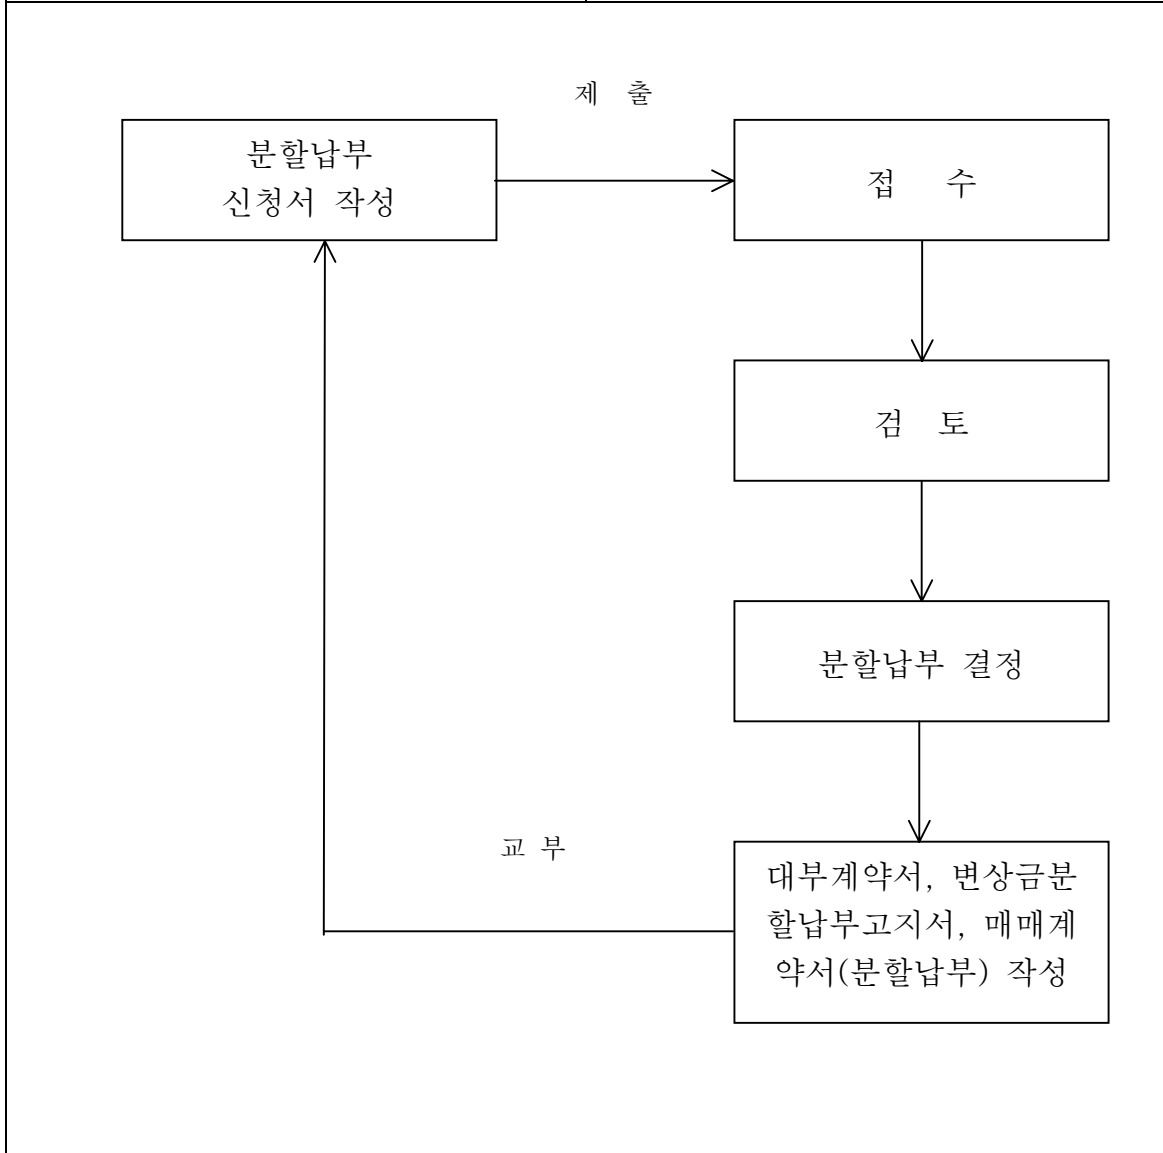 제 출
분할납부
신청서 작성
접 수
검 토
분할납부 결정
교 부
대부계약서, 변상금분
할납부고지서, 매매계
약서(분할납부) 작성